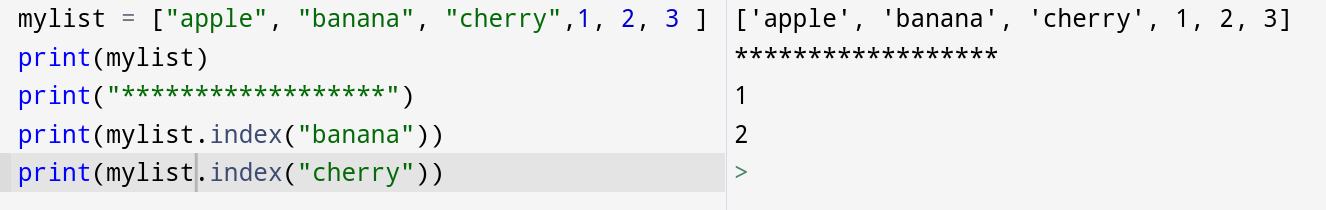 mylist = ["apple", "banana", "cherry",1, 2, 3 ]
print(mylist)
print("******************")
print(mylist.index("banana"))
print(mylist.index("cherry"))
['apple', 'banana', 'cherry', 1, 2, 3]
******************
1
2
>